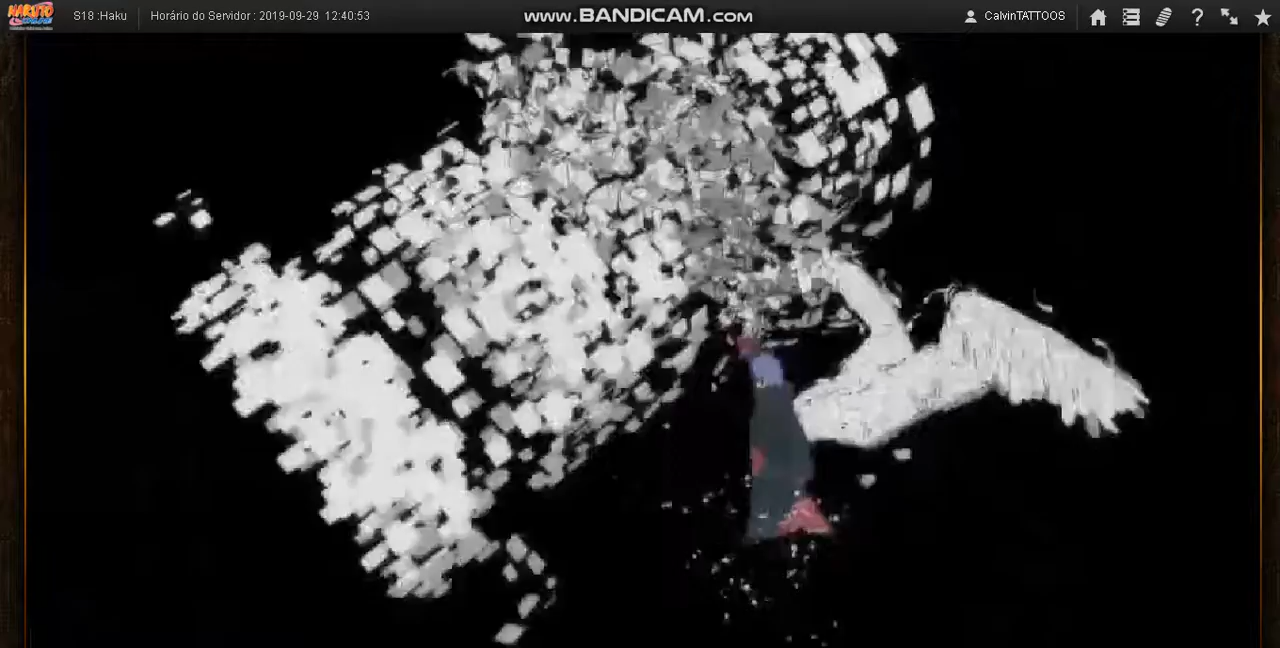 NARUTO
S18 :Haku
Horário do Servidor : 2019-09-29 12:40:53
WWW.BANDICAM.COM
CalvinTATTOOS
?